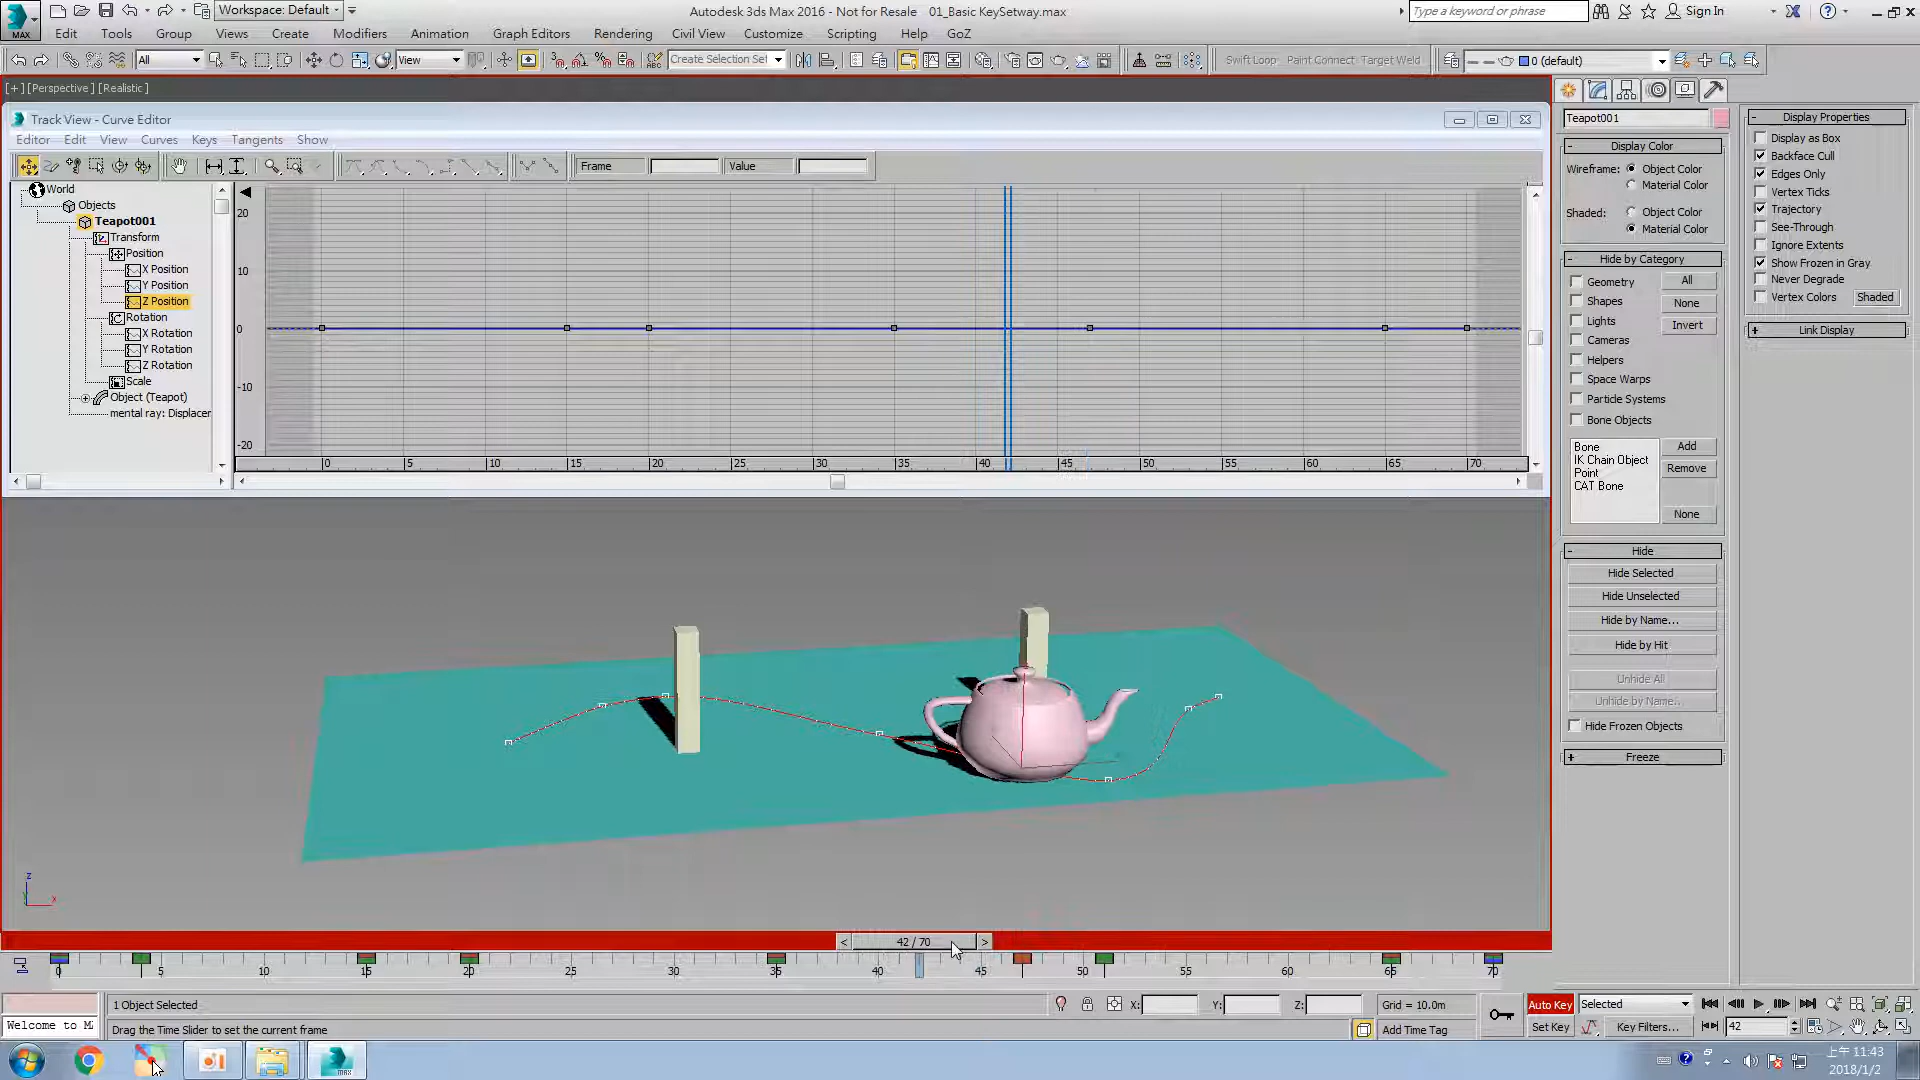 Workspace: Default
Autodesk 3ds Max 2016 - Not for Resale 01_Basic KeySetway.max
Type a keyword or phrase
Sign In
MAX
Edit Tools Group Views Create Modifiers Animation Graph Editors Rendering Civil View Customize Scripting Help GoZ
All
View
Create Selection Set
Swift Loop Paint Connect Target Weld
0 (default)
[+] [Perspective] [Realistic]
Track View - Curve Editor
Editor Edit View Curves Keys Tangents Show
Frame
Value
World
Objects
Teapot001
Transform
Position
X Position
Y Position
Z Position
Rotation
X Rotation
Y Rotation
Z Rotation
Scale
Object (Teapot)
mental ray: Displacer
20
10
0
-10
-20
0 5 10 15 20 25 30 35 40 45 50 55 60 65 70
Teapot001
Display Color
Wireframe: Object Color
Material Color
Shaded: Object Color
Material Color
Hide by Category
Geometry
Shapes
Lights
Cameras
Helpers
Space Warps
Particle Systems
Bone Objects
All
None
Invert
Bone
IK Chain Object
Point
CAT Bone
Add
Remove
None
Hide
Hide Selected
Hide Unselected
Hide by Name...
Hide by Hit
Unhide All
Unhide by Name...
Hide Frozen Objects
Freeze
Display Properties
Display as Box
Backface Cull
Edges Only
Vertex Ticks
Trajectory
See-Through
Ignore Extents
Show Frozen in Gray
Never Degrade
Vertex Colors Shaded
Link Display
z
x
< 42 / 70 >
0 5 10 15 20 25 30 35 40 45 50 55 60 65 70
1 Object Selected
X: Y: Z:
Grid = 10.0m
Auto Key
Selected
Welcome to M
Drag the Time Slider to set the current frame
Add Time Tag
Set Key
Key Filters...
42
MAX
上午 11:43
2018/1/2